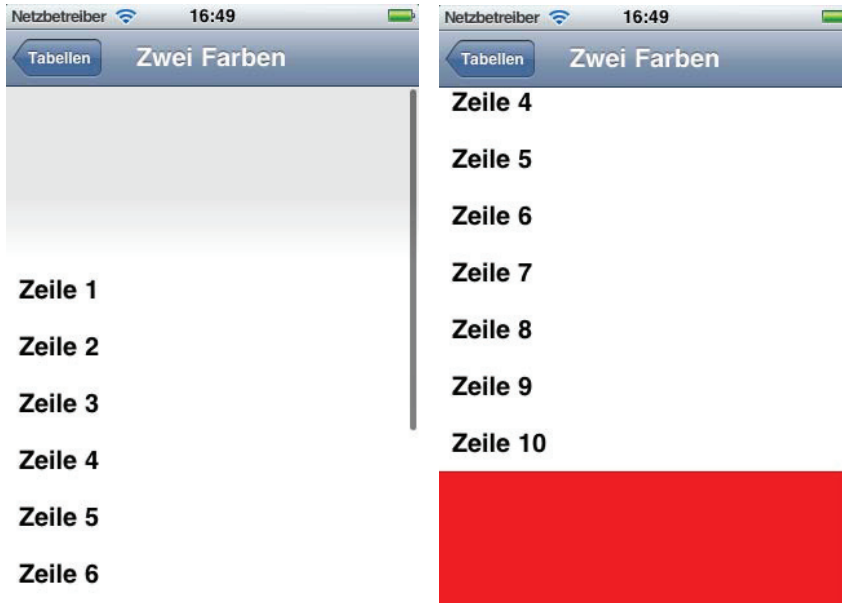 Netzbetreiber 16:49
Tabellen Zwei Farben
Zeile 1
Zeile 2
Zeile 3
Zeile 4
Zeile 5
Zeile 6
Netzbetreiber 16:49
Tabellen Zwei Farben
Zeile 4
Zeile 5
Zeile 6
Zeile 7
Zeile 8
Zeile 9
Zeile 10